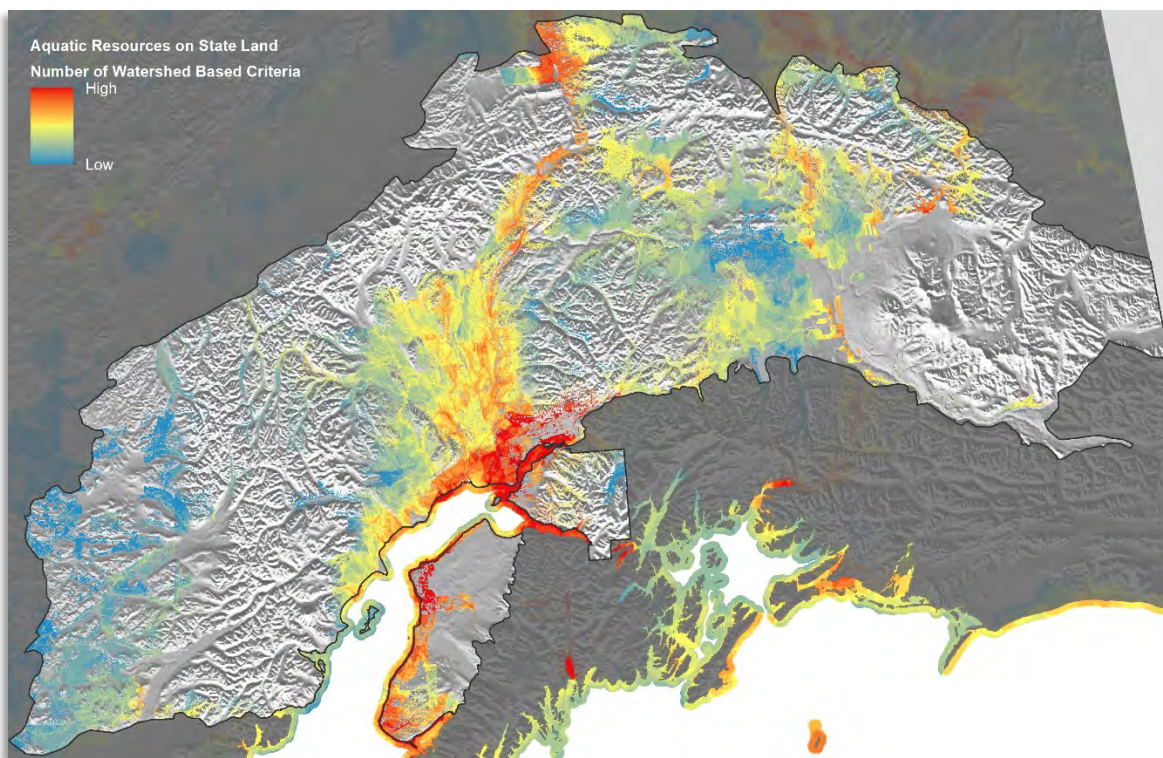 Aquatic Resources on State Land
Number of Watershed Based Criteria
High
Low